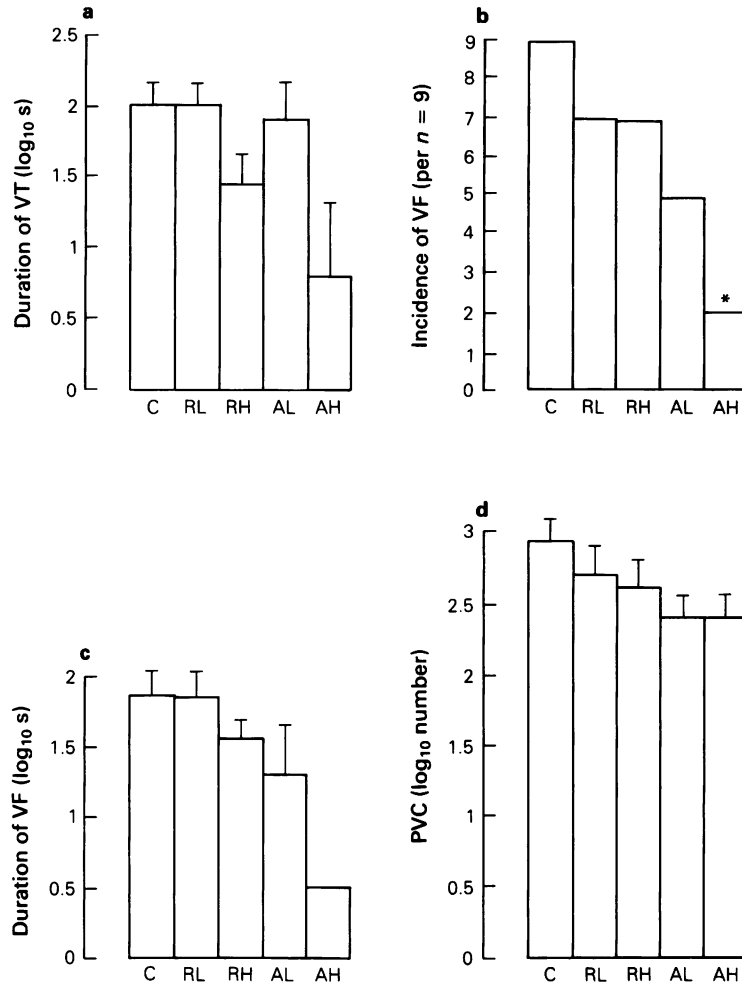 a
2.5
2
1.5
1
0.5
0
Duration of VT (log10 s)
C RL RH AL AH
b
9
8
7
6
5
4
3
2
1
0
Incidence of VF (per n = 9)
*
C RL RH AL AH
c
2
1.5
1
0.5
0
Duration of VF (log10 s)
C RL RH AL AH
d
3
2.5
2
1.5
1
0.5
0
PVC (log10 number)
C RL RH AL AH